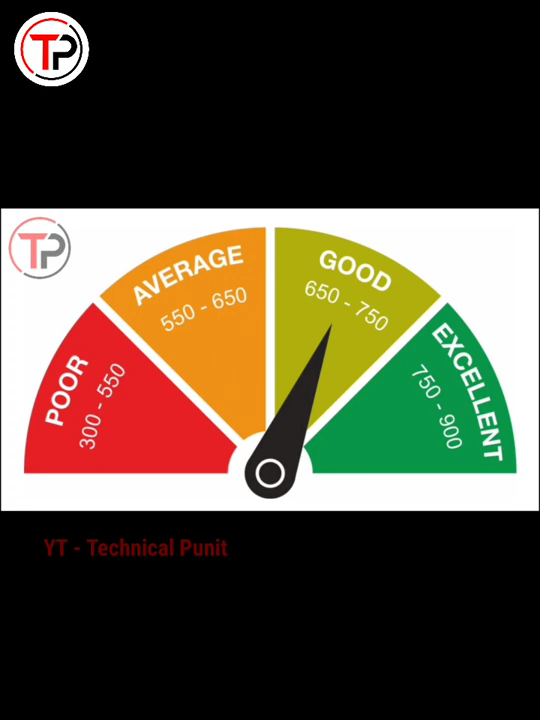 TP
TP
POOR
300 - 550
AVERAGE
550 - 650
GOOD
650 - 750
EXCELLENT
750 - 900
YT - Technical Punit